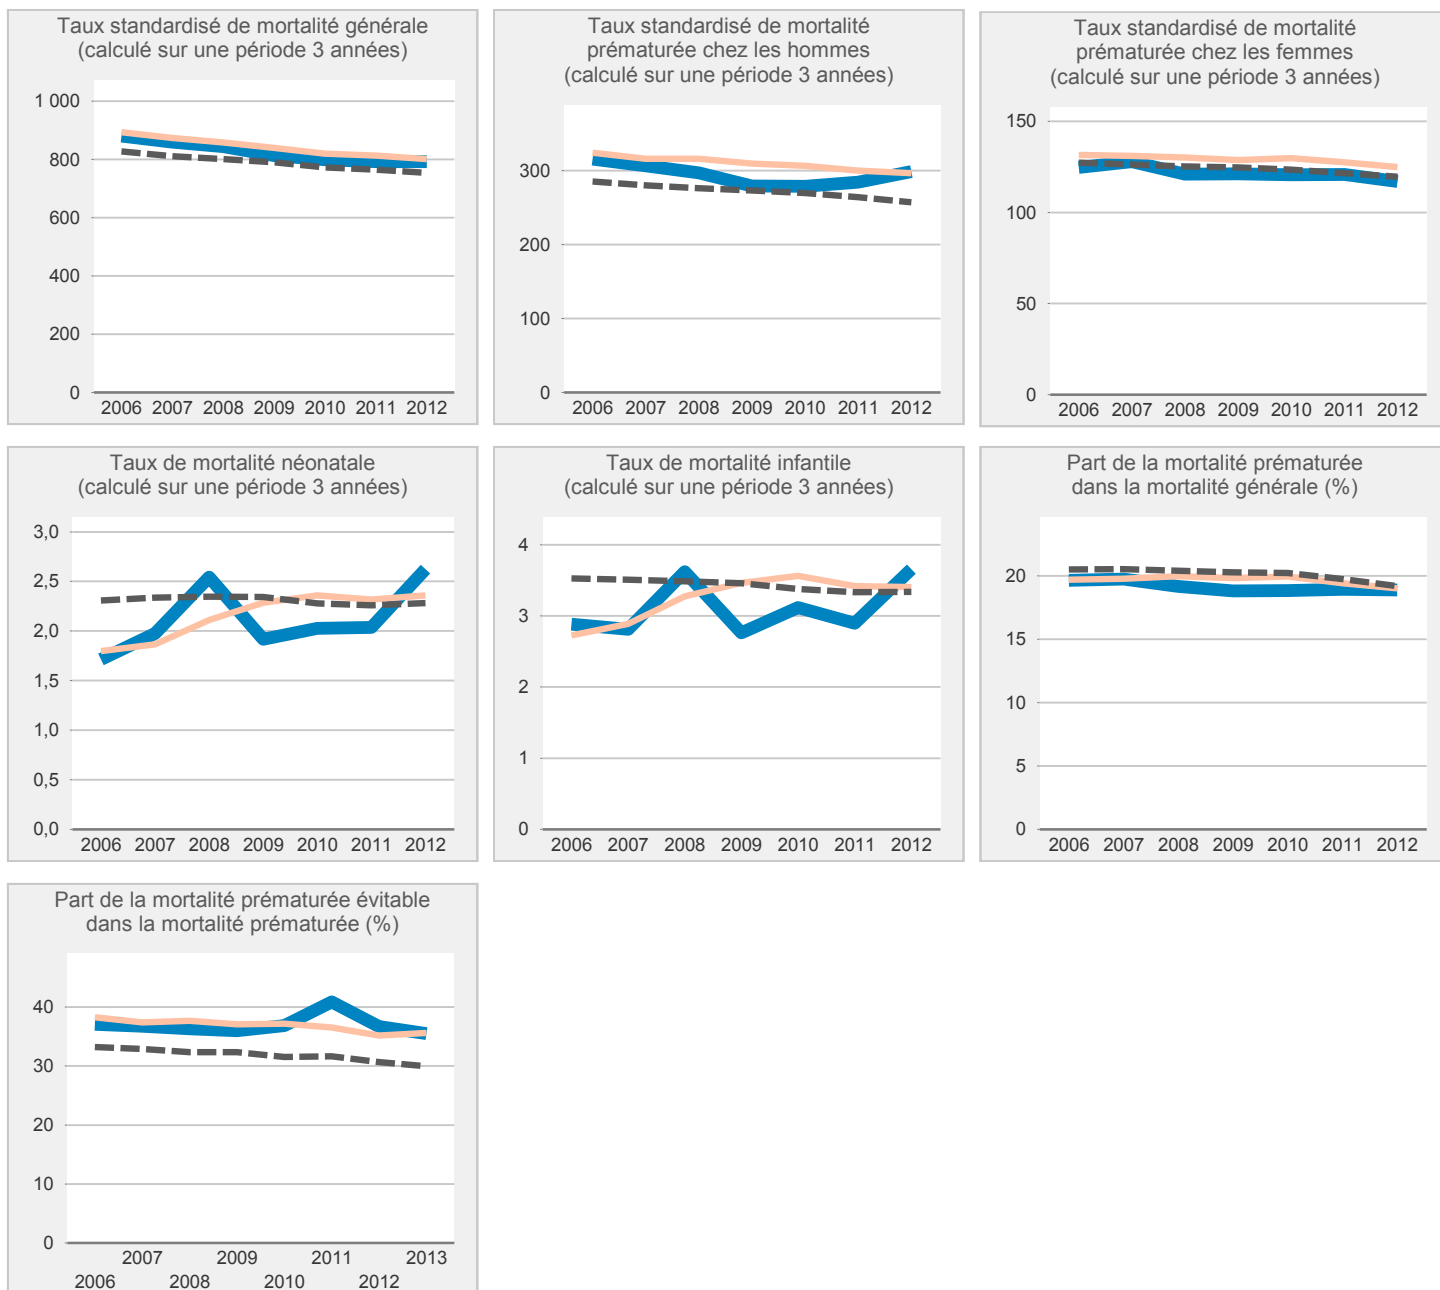 Taux standardisé de mortalité générale
(calculé sur une période 3 années)
1 000
800
600
400
200
0
2006 2007 2008 2009 2010 2011 2012
Taux standardisé de mortalité
prématurée chez les hommes
(calculé sur une période 3 années)
300
200
100
0
2006 2007 2008 2009 2010 2011 2012
Taux standardisé de mortalité
prématurée chez les femmes
(calculé sur une période 3 années)
150
100
50
0
2006 2007 2008 2009 2010 2011 2012
Taux de mortalité néonatale
(calculé sur une période 3 années)
3,0
2,5
2,0
1,5
1,0
0,5
0,0
2006 2007 2008 2009 2010 2011 2012
Taux de mortalité infantile
(calculé sur une période 3 années)
4
3
2
1
0
2006 2007 2008 2009 2010 2011 2012
Part de la mortalité prématurée
dans la mortalité générale (%)
20
15
10
5
0
2006 2007 2008 2009 2010 2011 2012
Part de la mortalité prématurée évitable
dans la mortalité prématurée (%)
40
30
20
10
0
2007 2009 2011 2013
2006 2008 2010 2012